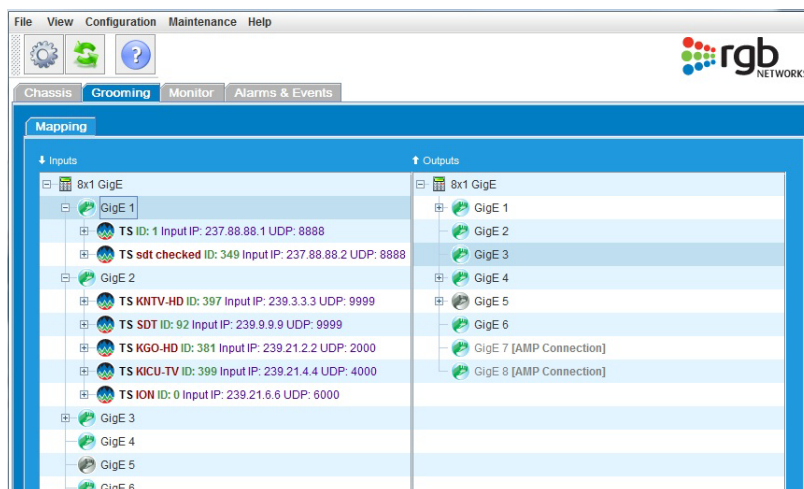 File View Configuration Maintenance Help
rgb
NETWORKS
Chassis Grooming Monitor Alarms & Events
Mapping
Inputs
8x1 GigE
GigE 1
TS ID: 1 Input IP: 237.88.88.1 UDP: 8888
TS sdt checked ID: 349 Input IP: 237.88.88.2 UDP: 8888
GigE 2
TS KNTV-HD ID: 397 Input IP: 239.3.3.3 UDP: 9999
TS SDT ID: 92 Input IP: 239.9.9.9 UDP: 9999
TS KGO-HD ID: 381 Input IP: 239.21.2.2 UDP: 2000
TS KICU-TV ID: 399 Input IP: 239.21.4.4 UDP: 4000
TS ION ID: 0 Input IP: 239.21.6.6 UDP: 6000
GigE 3
GigE 4
GigE 5
GigE 6
Outputs
8x1 GigE
GigE 1
GigE 2
GigE 3
GigE 4
GigE 5
GigE 6
GigE 7 [AMP Connection]
GigE 8 [AMP Connection]